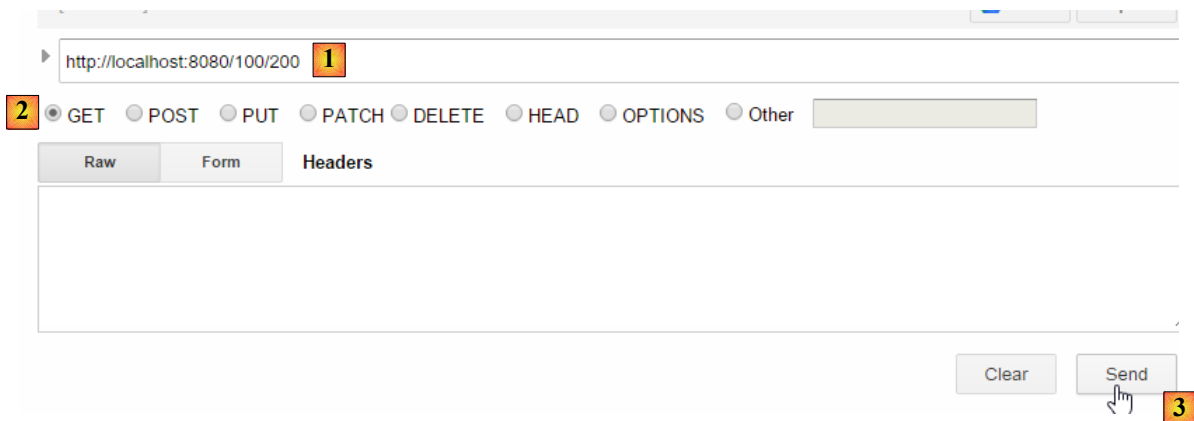 http://localhost:8080/100/200 1
2 GET POST PUT PATCH DELETE HEAD OPTIONS Other
Raw Form Headers
Clear Send
3